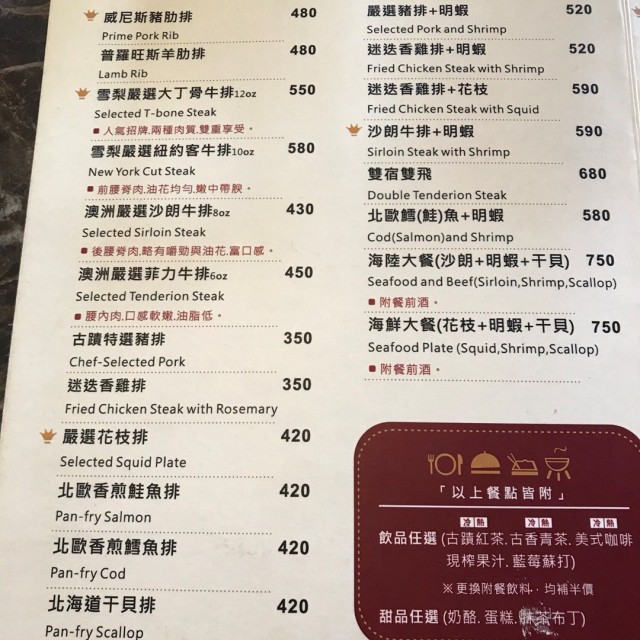 威尼斯豬肋排 480
Prime Pork Rib
普羅旺斯羊肋排 480
Lamb Rib
雪梨嚴選大丁骨牛排12oz 550
Selected T-bone Steak
人氣招牌.兩種肉質.雙重享受。
雪梨嚴選紐約客牛排10oz 580
New York Cut Steak
前腰脊肉.油花均勻.嫩中帶腴。
澳洲嚴選沙朗牛排8oz 430
Selected Sirloin Steak
後腰脊肉.略有嚼勁與油花.富口感。
澳洲嚴選菲力牛排6oz 450
Selected Tenderion Steak
腰內肉.口感軟嫩.油脂低。
古蹟特選豬排 350
Chef-Selected Pork
迷迭香雞排 350
Fried Chicken Steak with Rosemary
嚴選花枝排 420
Selected Squid Plate
北歐香煎鮭魚排 420
Pan-fry Salmon
北歐香煎鱈魚排 420
Pan-fry Cod
北海道干貝排 420
Pan-fry Scallop
嚴選豬排+明蝦 520
Selected Pork and Shrimp
迷迭香雞排+明蝦 520
Fried Chicken Steak with Shrimp
迷迭香雞排+花枝 590
Fried Chicken Steak with Squid
沙朗牛排+明蝦 590
Sirloin Steak with Shrimp
雙宿雙飛 680
Double Tenderion Steak
北歐鱈(鮭)魚+明蝦 580
Cod(Salmon)and Shrimp
海陸大餐(沙朗+明蝦+干貝) 750
Seafood and Beef(Sirloin,Shrimp,Scallop)
附餐前酒。
海鮮大餐(花枝+明蝦+干貝) 750
Seafood Plate (Squid,Shrimp,Scallop)
附餐前酒。
「以上餐點皆附」
冷 熱 冷 熱 冷 熱
飲品任選 (古蹟紅茶.古香青茶.美式咖啡
現榨果汁.藍莓蘇打)
※更換附餐飲料,均補半價
甜品任選 (奶酪.蛋糕.抹茶布丁)